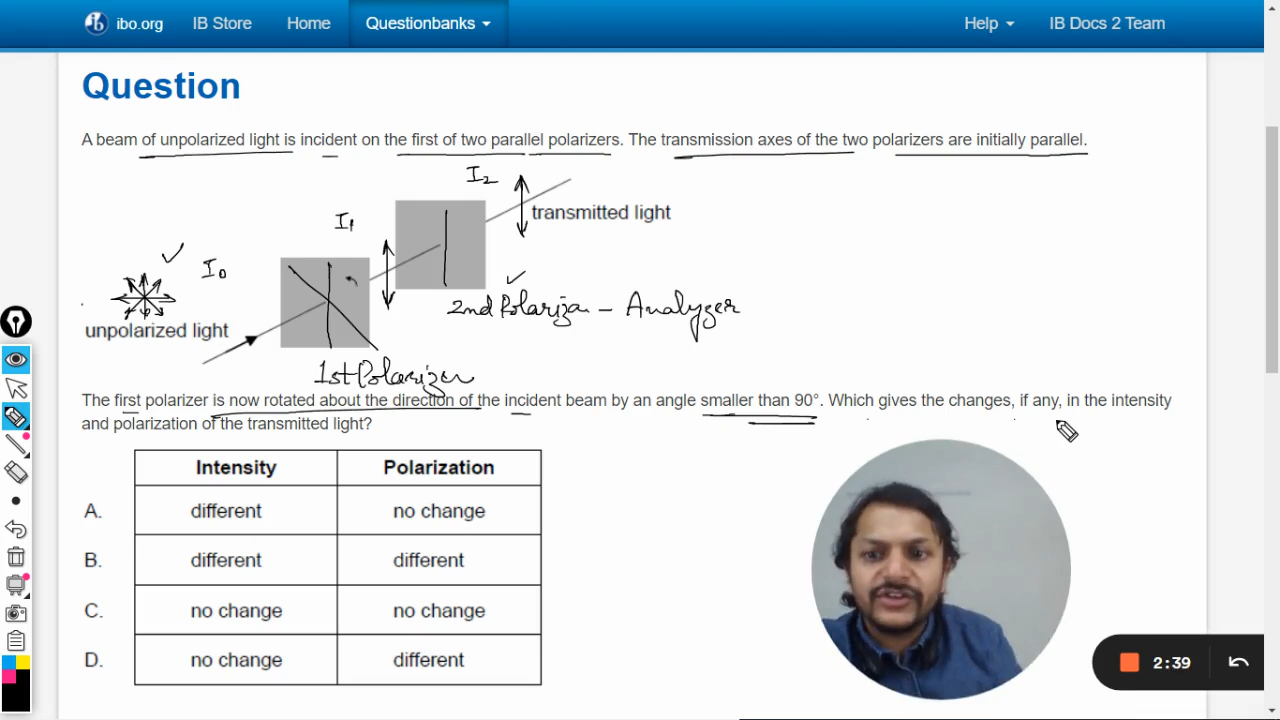 ibo.org IB Store Home Questionbanks Help IB Docs 2 Team
Question
A beam of unpolarized light is incident on the first of two parallel polarizers. The transmission axes of the two polarizers are initially parallel.
I2
transmitted light
I1
I0
2nd Polarizan – Analyzer
unpolarized light
1st Polarizer
The first polarizer is now rotated about the direction of the incident beam by an angle smaller than 90°. Which gives the changes, if any, in the intensity
and polarization of the transmitted light?
Intensity Polarization
A. different no change
B. different different
C. no change no change
D. no change different
2:39